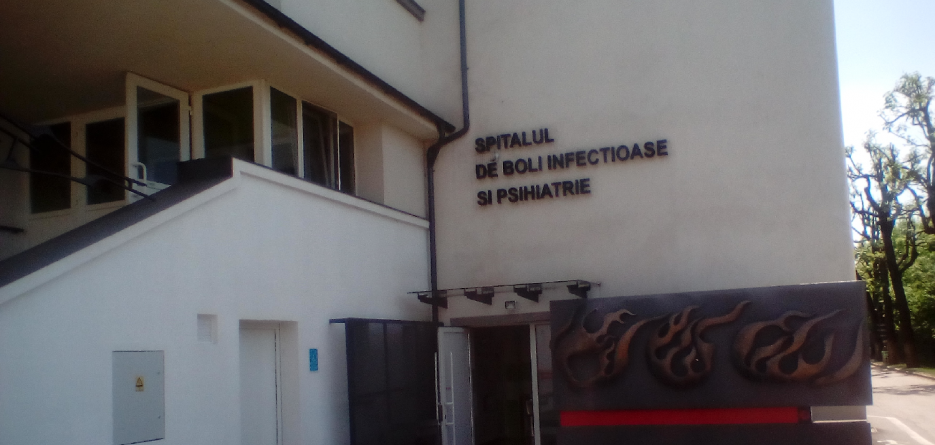 SPITALUL
DE BOLI INFECTIOASE
SI PSIHIATRIE